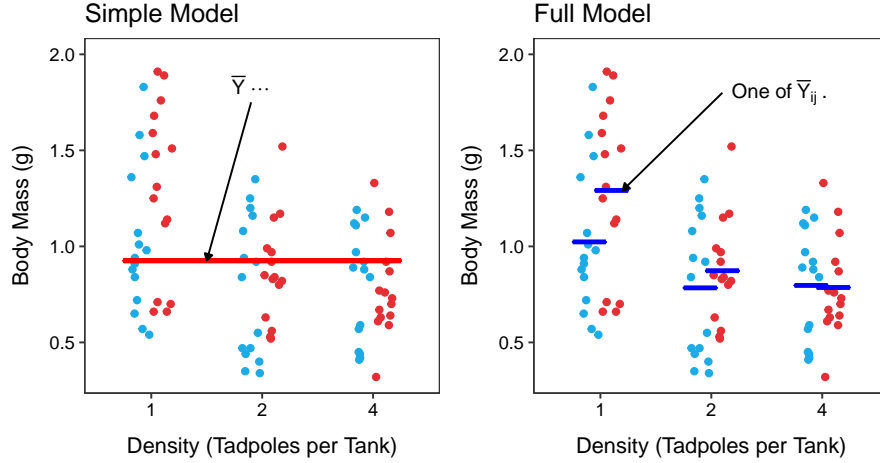 Simple Model
Full Model
2.0
1.5
1.0
0.5
Body Mass (g)
Y̅ ···
1
2
4
Density (Tadpoles per Tank)
2.0
1.5
1.0
0.5
Body Mass (g)
One of Y̅ij .
1
2
4
Density (Tadpoles per Tank)